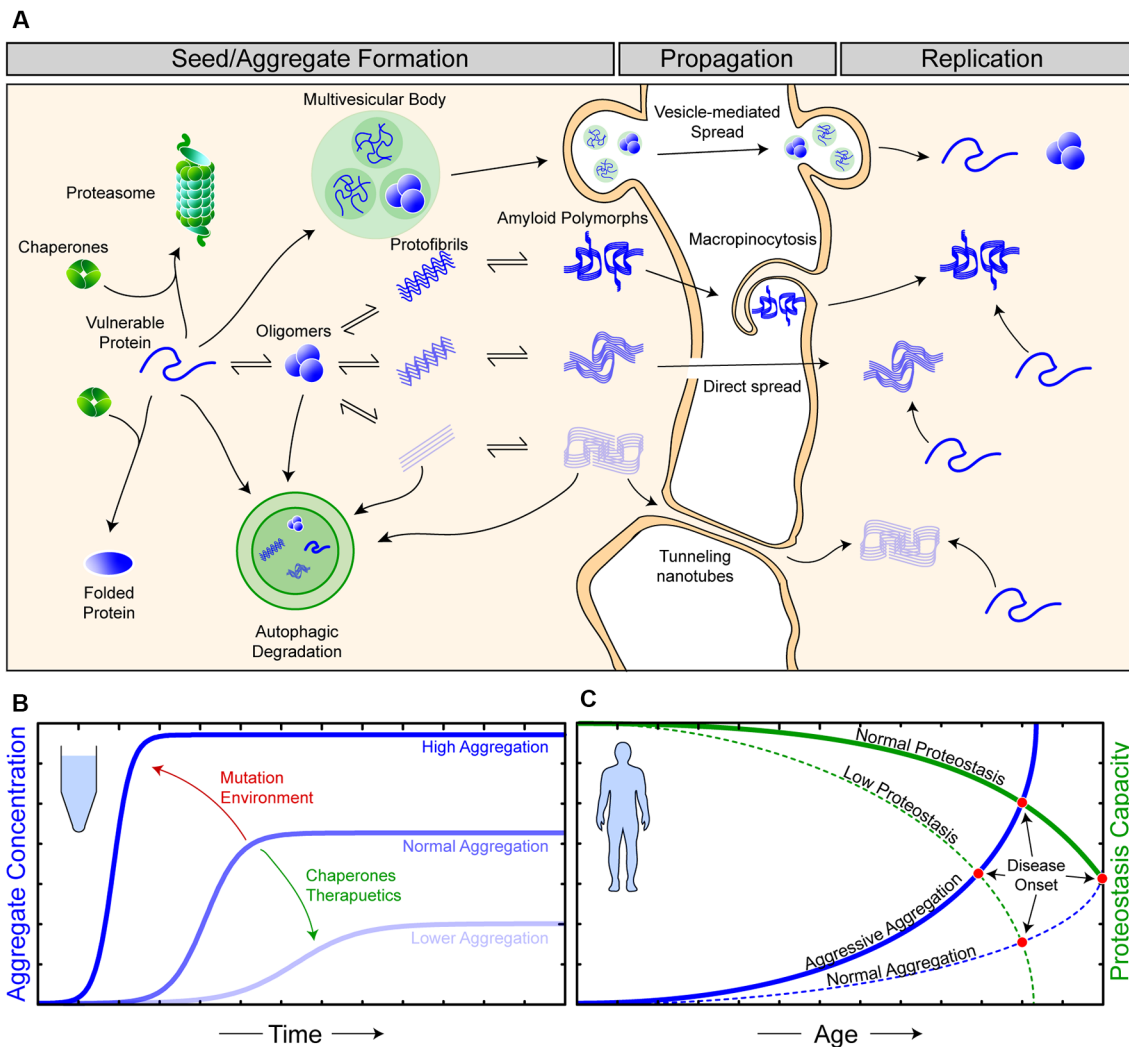 A
Seed/Aggregate Formation
Propagation
Replication
Multivesicular Body
Vesicle-mediated
Spread
Proteasome
Chaperones
Protofibrils
Amyloid Polymorphs
Macropinocytosis
Vulnerable
Protein
Oligomers
Direct spread
Folded
Protein
Autophagic
Degradation
Tunneling
nanotubes
B
Aggregate Concentration
High Aggregation
Mutation
Environment
Normal Aggregation
Chaperones
Therapuetics
Lower Aggregation
Time
C
Normal Proteostasis
Low Proteostasis
Disease
Onset
Aggressive Aggregation
Normal Aggregation
Proteostasis Capacity
Age